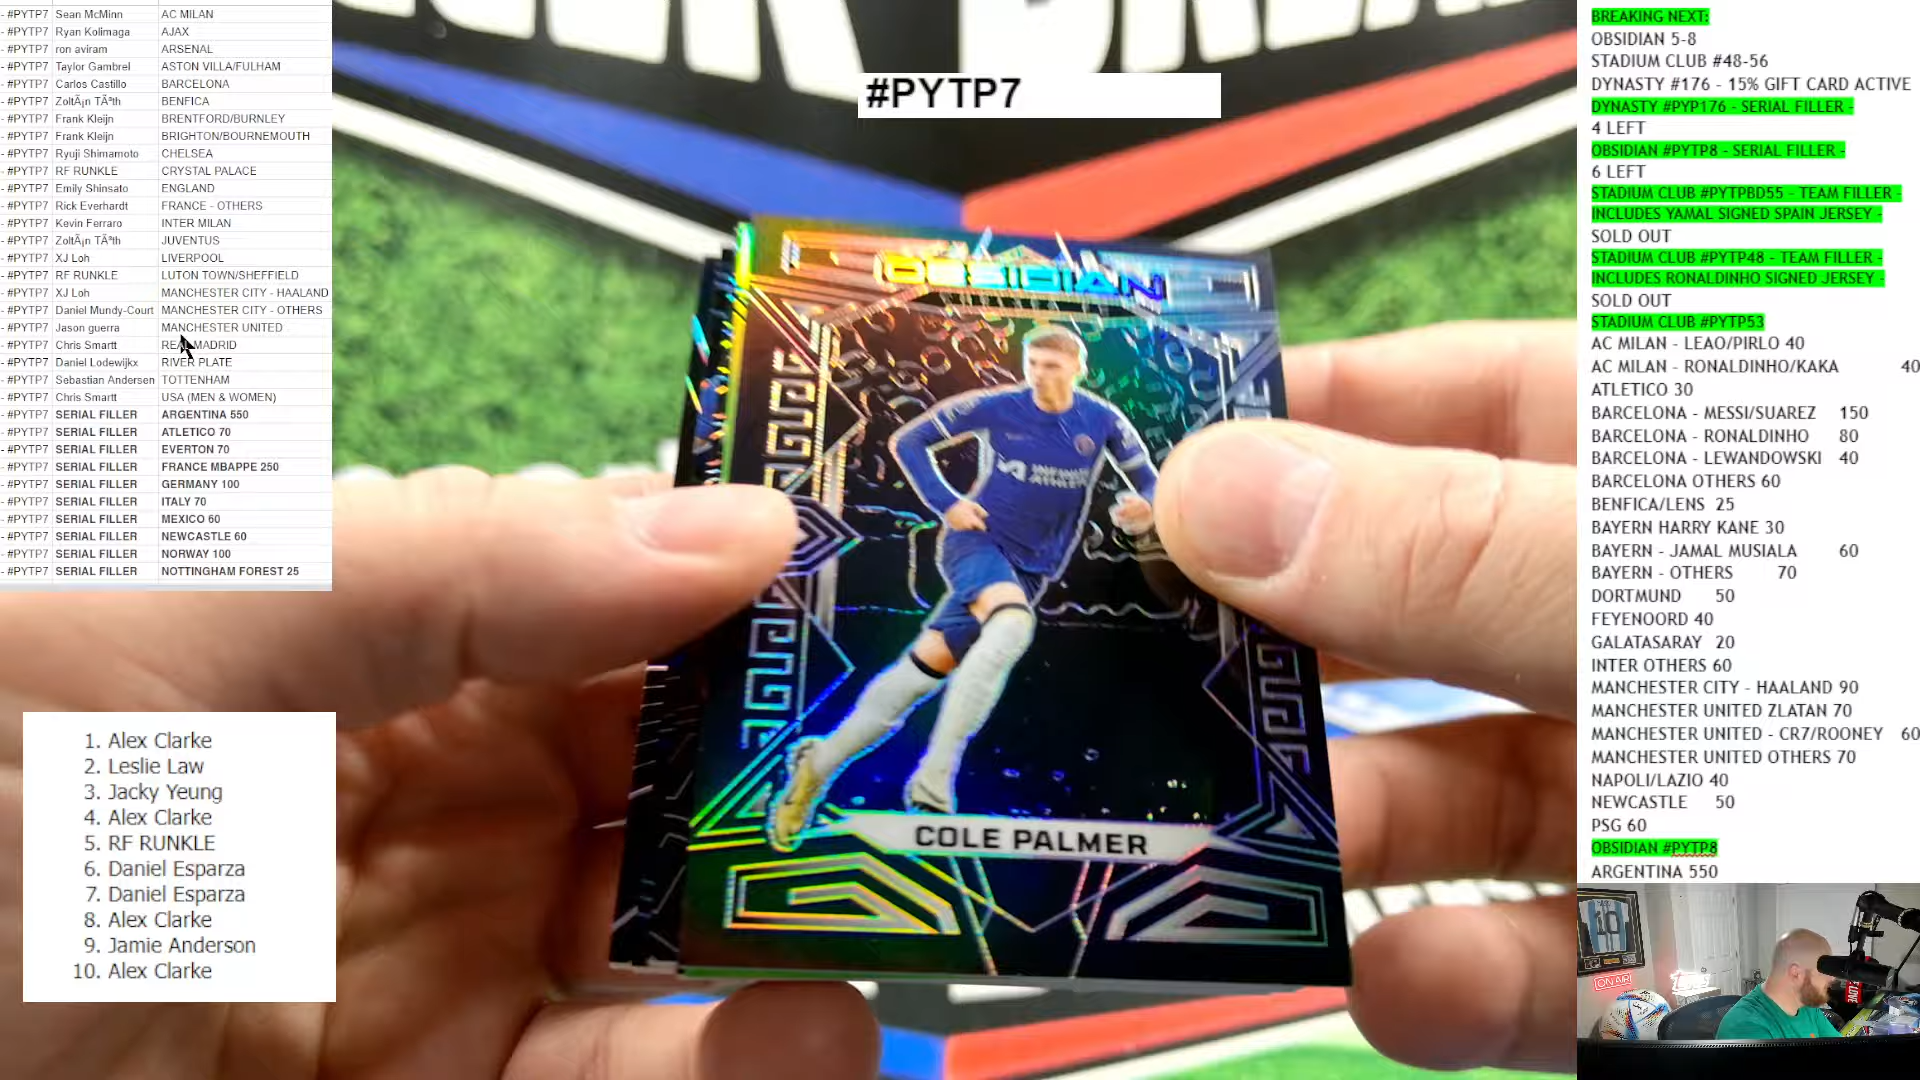 - #PYTP7 Sean McMinn AC MILAN
- #PYTP7 Ryan Kolimaga AJAX
- #PYTP7 ron aviram ARSENAL
- #PYTP7 Taylor Gambrel ASTON VILLA/FULHAM
- #PYTP7 Carlos Castillo BARCELONA
- #PYTP7 ZoltÃ¡n TÃªth BENFICA
- #PYTP7 Frank Kleijn BRENTFORD/BURNLEY
- #PYTP7 Frank Kleijn BRIGHTON/BOURNEMOUTH
- #PYTP7 Ryuji Shimamoto CHELSEA
- #PYTP7 RF RUNKLE CRYSTAL PALACE
- #PYTP7 Emily Shinsato ENGLAND
- #PYTP7 Rick Everhardt FRANCE - OTHERS
- #PYTP7 Kevin Ferraro INTER MILAN
- #PYTP7 ZoltÃ¡n TÃªth JUVENTUS
- #PYTP7 XJ Loh LIVERPOOL
- #PYTP7 RF RUNKLE LUTON TOWN/SHEFFIELD
- #PYTP7 XJ Loh MANCHESTER CITY - HAALAND
- #PYTP7 Daniel Mundy-Court MANCHESTER CITY - OTHERS
- #PYTP7 Jason guerra MANCHESTER UNITED
- #PYTP7 Chris Smartt REAL MADRID
- #PYTP7 Daniel Lodewijkx RIVER PLATE
- #PYTP7 Sebastian Andersen TOTTENHAM
- #PYTP7 Chris Smartt USA (MEN & WOMEN)
- #PYTP7 SERIAL FILLER ARGENTINA 550
- #PYTP7 SERIAL FILLER ATLETICO 70
- #PYTP7 SERIAL FILLER EVERTON 70
- #PYTP7 SERIAL FILLER FRANCE MBAPPE 250
- #PYTP7 SERIAL FILLER GERMANY 100
- #PYTP7 SERIAL FILLER ITALY 70
- #PYTP7 SERIAL FILLER MEXICO 60
- #PYTP7 SERIAL FILLER NEWCASTLE 60
- #PYTP7 SERIAL FILLER NORWAY 100
- #PYTP7 SERIAL FILLER NOTTINGHAM FOREST 25
#PYTP7
OBSIDIAN
COLE PALMER
1. Alex Clarke
2. Leslie Law
3. Jacky Yeung
4. Alex Clarke
5. RF RUNKLE
6. Daniel Esparza
7. Daniel Esparza
8. Alex Clarke
9. Jamie Anderson
10. Alex Clarke
BREAKING NEXT:
OBSIDIAN 5-8
STADIUM CLUB #48-56
DYNASTY #176 - 15% GIFT CARD ACTIVE
DYNASTY #PYP176 - SERIAL FILLER -
4 LEFT
OBSIDIAN #PYTP8 - SERIAL FILLER -
6 LEFT
STADIUM CLUB #PYTPBD55 - TEAM FILLER -
INCLUDES YAMAL SIGNED SPAIN JERSEY -
SOLD OUT
STADIUM CLUB #PYTP48 - TEAM FILLER -
INCLUDES RONALDINHO SIGNED JERSEY -
SOLD OUT
STADIUM CLUB #PYTP53
AC MILAN - LEAO/PIRLO 40
AC MILAN - RONALDINHO/KAKA 40
ATLETICO 30
BARCELONA - MESSI/SUAREZ 150
BARCELONA - RONALDINHO 80
BARCELONA - LEWANDOWSKI 40
BARCELONA OTHERS 60
BENFICA/LENS 25
BAYERN HARRY KANE 30
BAYERN - JAMAL MUSIALA 60
BAYERN - OTHERS 70
DORTMUND 50
FEYENOORD 40
GALATASARAY 20
INTER OTHERS 60
MANCHESTER CITY - HAALAND 90
MANCHESTER UNITED ZLATAN 70
MANCHESTER UNITED - CR7/ROONEY 60
MANCHESTER UNITED OTHERS 70
NAPOLI/LAZIO 40
NEWCASTLE 50
PSG 60
OBSIDIAN #PYTP8
ARGENTINA 550
10
ON AIR